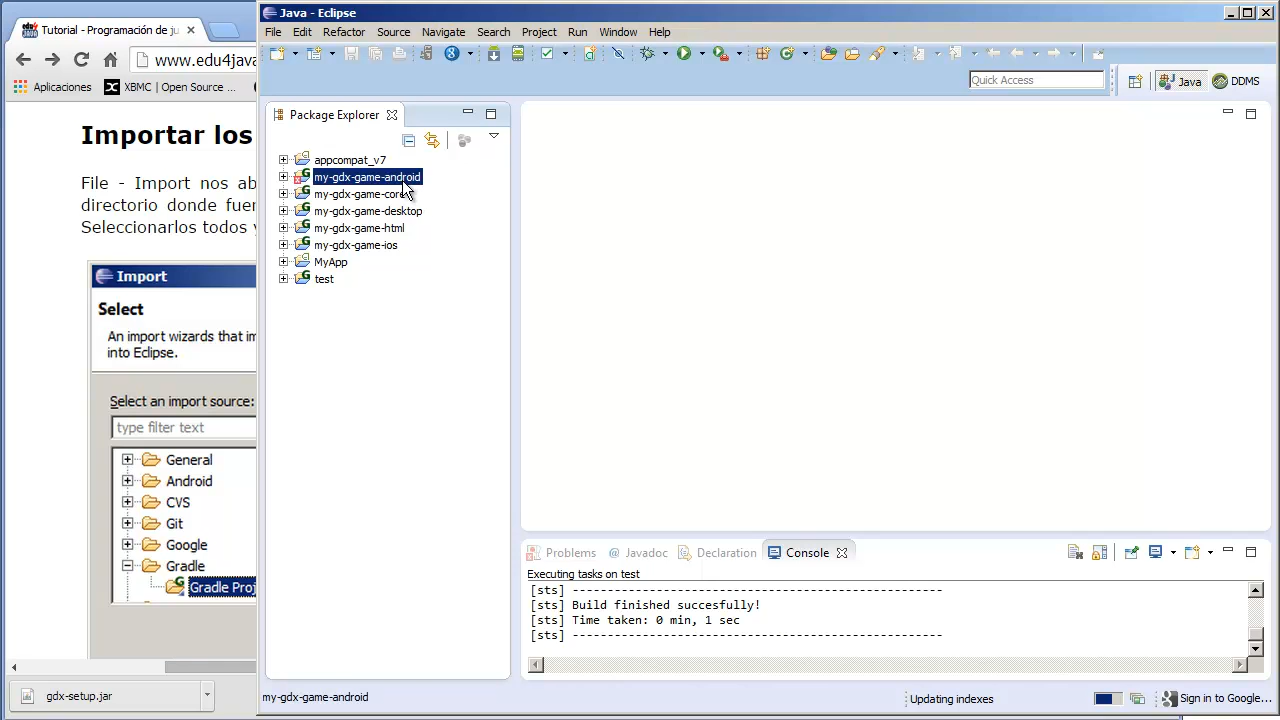 Tutorial - Programación de ju
www.edu4java
Aplicaciones
XBMC | Open Source ...
Importar los
File - Import nos ab
directorio donde fuer
Seleccionarlos todos y
Import
Select
An import wizards that im
into Eclipse.
Select an import source:
type filter text
General
Android
CVS
Git
Google
Gradle
Gradle Proj
gdx-setup.jar
Java - Eclipse
File Edit Refactor Source Navigate Search Project Run Window Help
Quick Access
Java
DDMS
Package Explorer
appcompat_v7
my-gdx-game-android
my-gdx-game-core
my-gdx-game-desktop
my-gdx-game-html
my-gdx-game-ios
MyApp
test
Problems @ Javadoc Declaration Console
Executing tasks on test
[sts] -----------------------------------------------------
[sts] Build finished succesfully!
[sts] Time taken: 0 min, 1 sec
[sts] -----------------------------------------------------
my-gdx-game-android
Updating indexes
Sign in to Google...